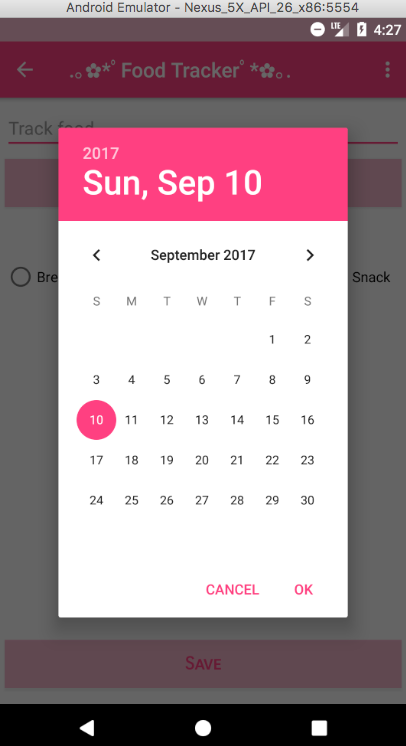 Android Emulator - Nexus_5X_API_26_x86:5554
LTE 4:27
.｡✿*ﾟFood Trackerﾟ*✿｡.
Track food
2017
Sun, Sep 10
September 2017
S M T W T F S
1 2
3 4 5 6 7 8 9
Bre Snack
10 11 12 13 14 15 16
17 18 19 20 21 22 23
24 25 26 27 28 29 30
CANCEL OK
Save